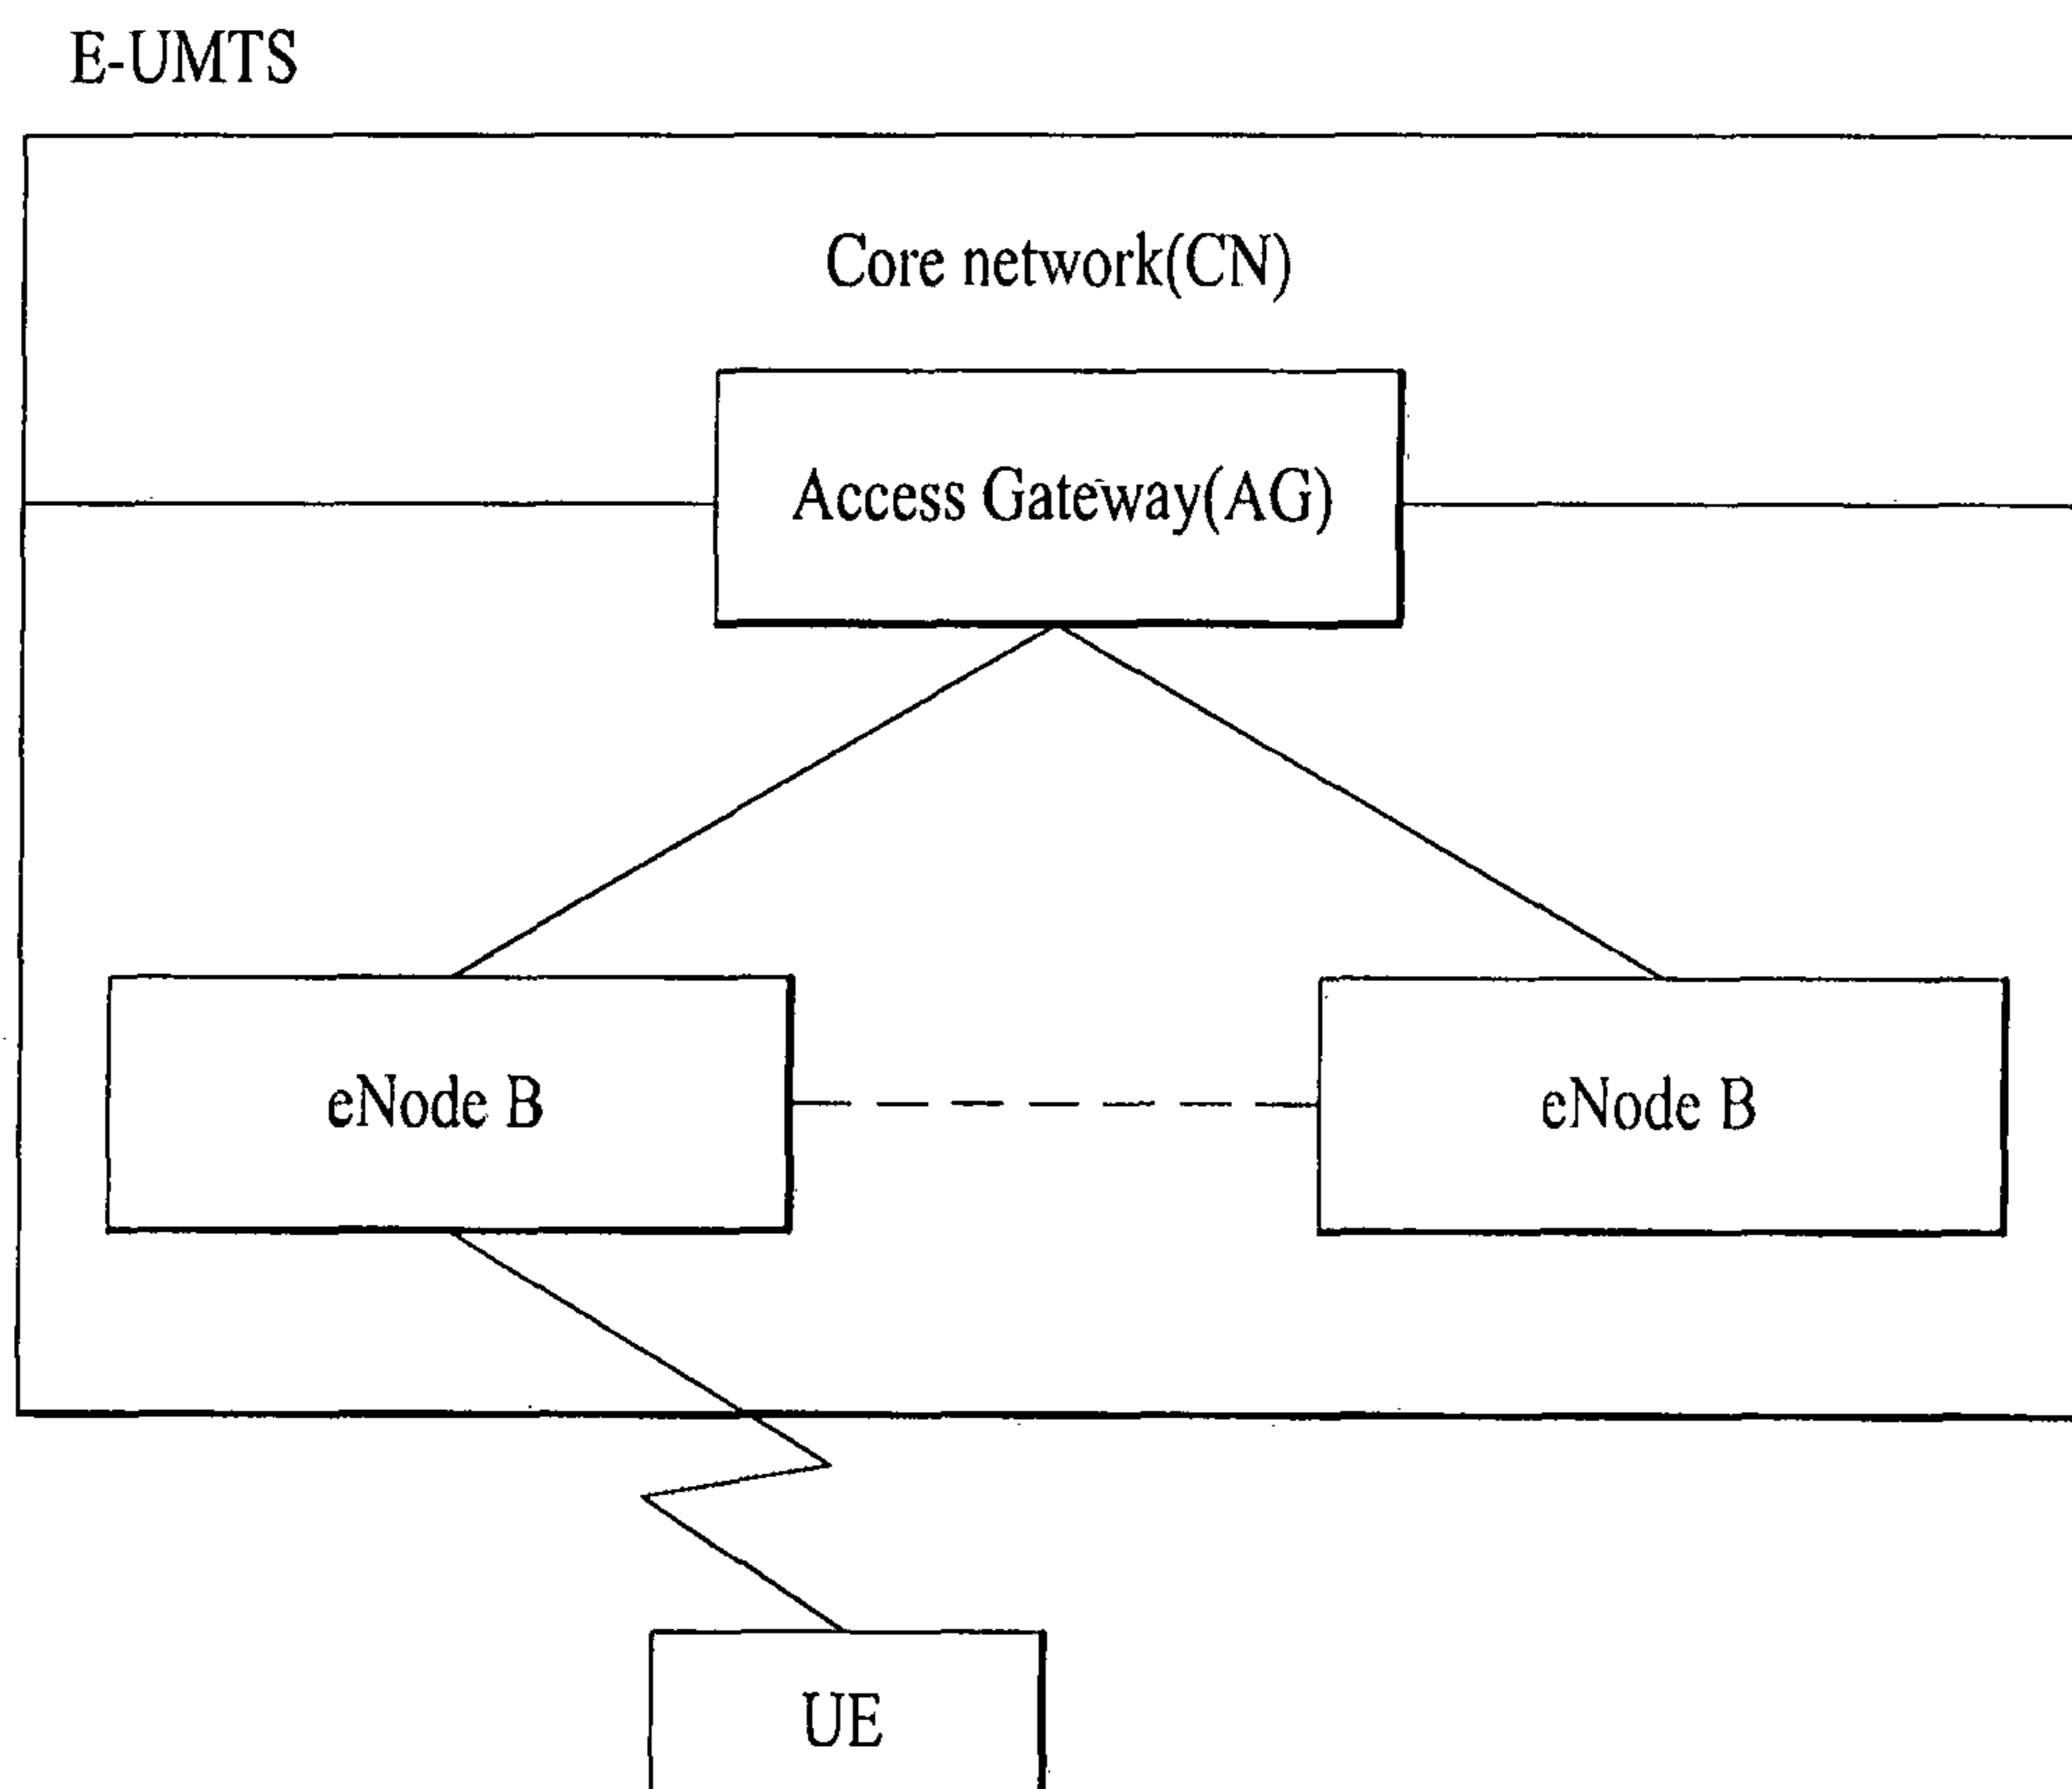 E-UMTS
Core network(CN)
Access Gateway(AG)
eNode B
eNode B
UE